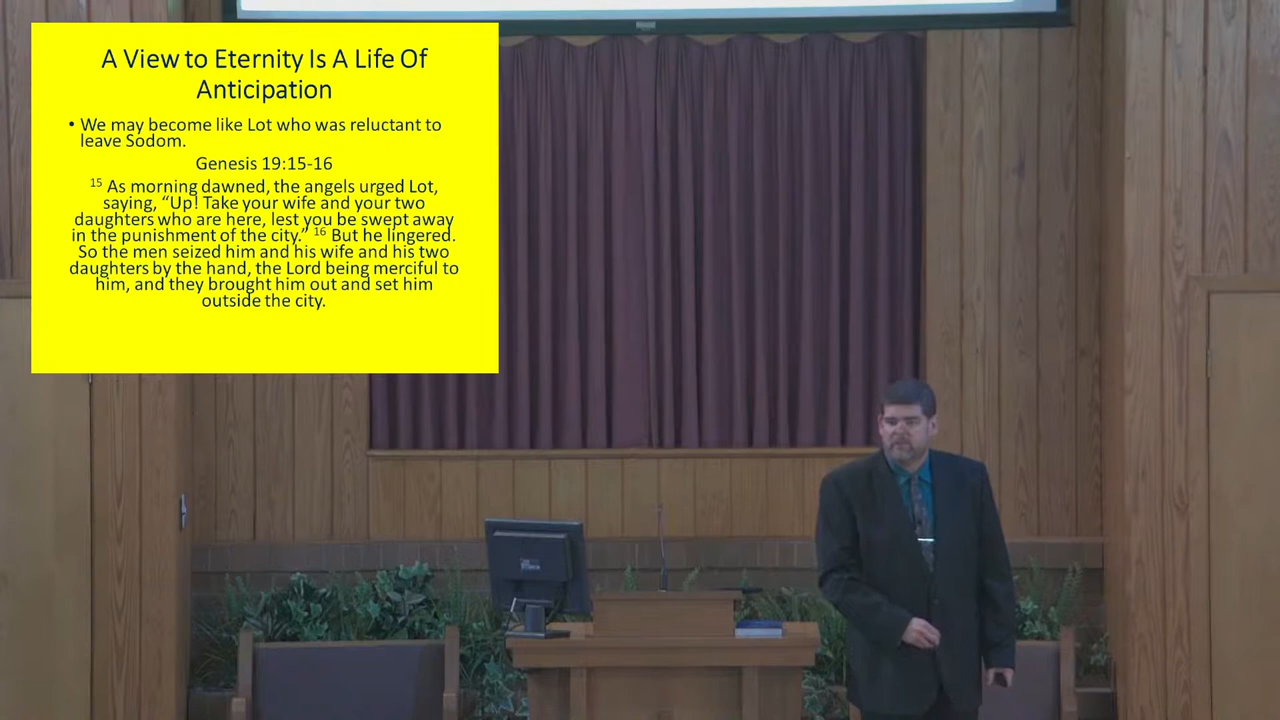 A View to Eternity Is A Life Of
Anticipation
• We may become like Lot who was reluctant to
leave Sodom.
Genesis 19:15-16
15 As morning dawned, the angels urged Lot,
saying, “Up! Take your wife and your two
daughters who are here, lest you be swept away
in the punishment of the city.” 16 But he lingered.
So the men seized him and his wife and his two
daughters by the hand, the Lord being merciful to
him, and they brought him out and set him
outside the city.